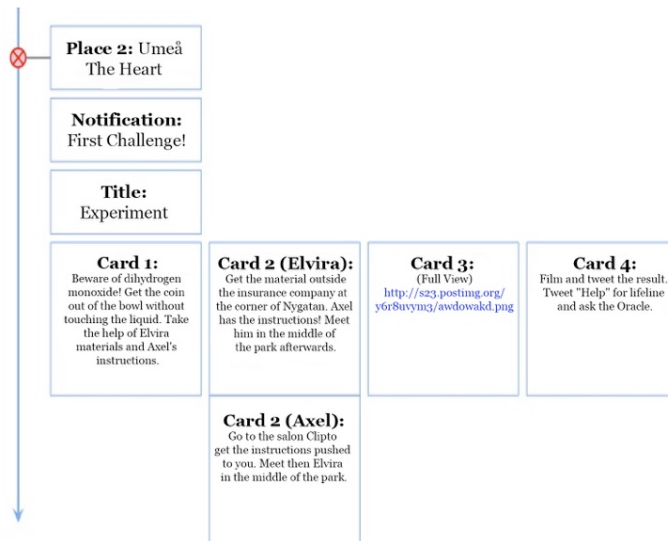 Place 2: Umeå
The Heart
Notification:
First Challenge!
Title:
Experiment
Card 1:
Beware of dihydrogen
monoxide! Get the coin
out of the bowl without
touching the liquid. Take
the help of Elvira
materials and Axel's
instructions.
Card 2 (Elvira):
Get the material outside
the insurance company at
the corner of Nygatan. Axel
has the instructions! Meet
him in the middle of
the park afterwards.
Card 3:
(Full View)
http://s23.postimg.org/
y6r8uvym3/awdowakd.png
Card 4:
Film and tweet the result.
Tweet "Help" for lifeline
and ask the Oracle.
Card 2 (Axel):
Go to the salon Clipto
get the instructions pushed
to you. Meet then Elvira
in the middle of the park.